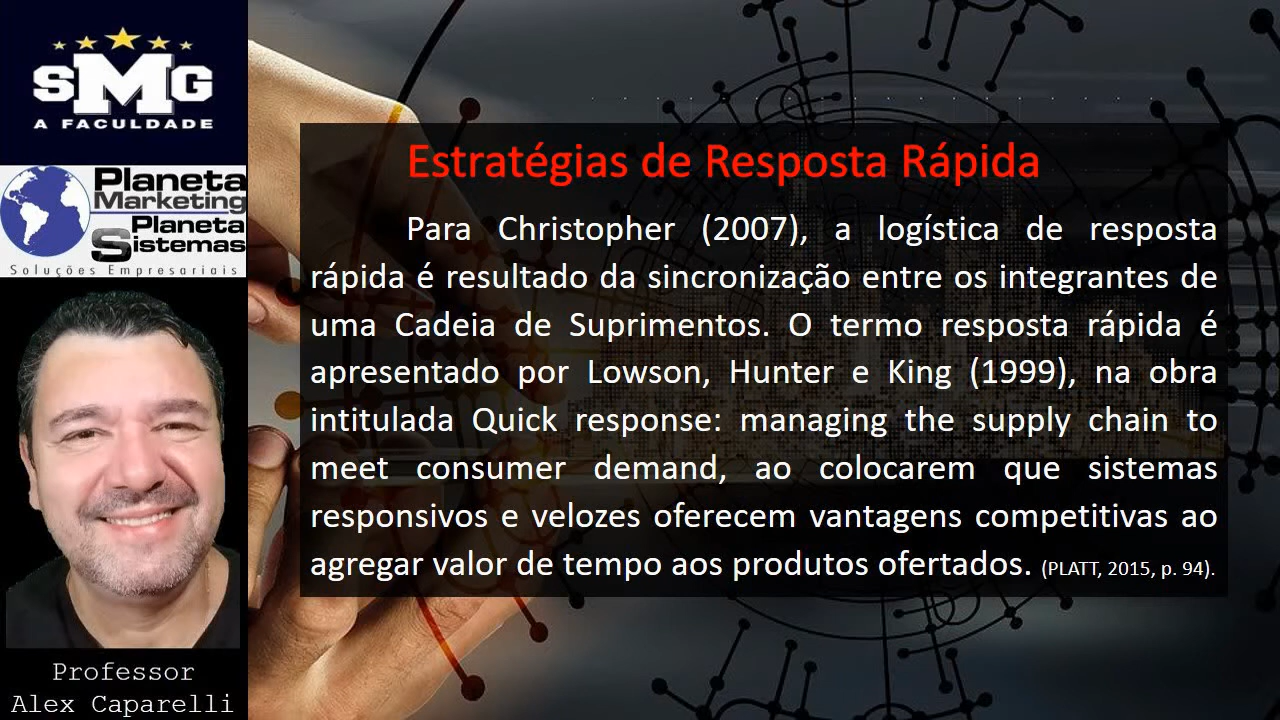 SMG
A FACULDADE
Planeta
Marketing
Planeta
Sistemas
Soluções Empresariais
Professor
Alex Caparelli
Estratégias de Resposta Rápida
Para Christopher (2007), a logística de resposta
rápida é resultado da sincronização entre os integrantes de
uma Cadeia de Suprimentos. O termo resposta rápida é
apresentado por Lowson, Hunter e King (1999), na obra
intitulada Quick response: managing the supply chain to
meet consumer demand, ao colocarem que sistemas
responsivos e velozes oferecem vantagens competitivas ao
agregar valor de tempo aos produtos ofertados. (PLATT, 2015, p. 94).